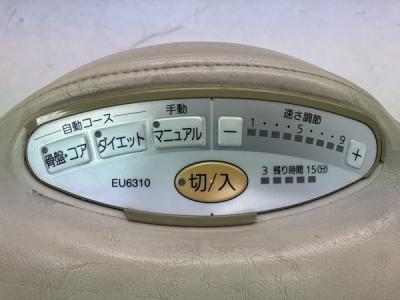 手動
自動コース
骨盤・コア ダイエット マニュアル
速さ調節
1・・・5・・・9
− +
切/入
3 残り時間 15(分)
EU6310